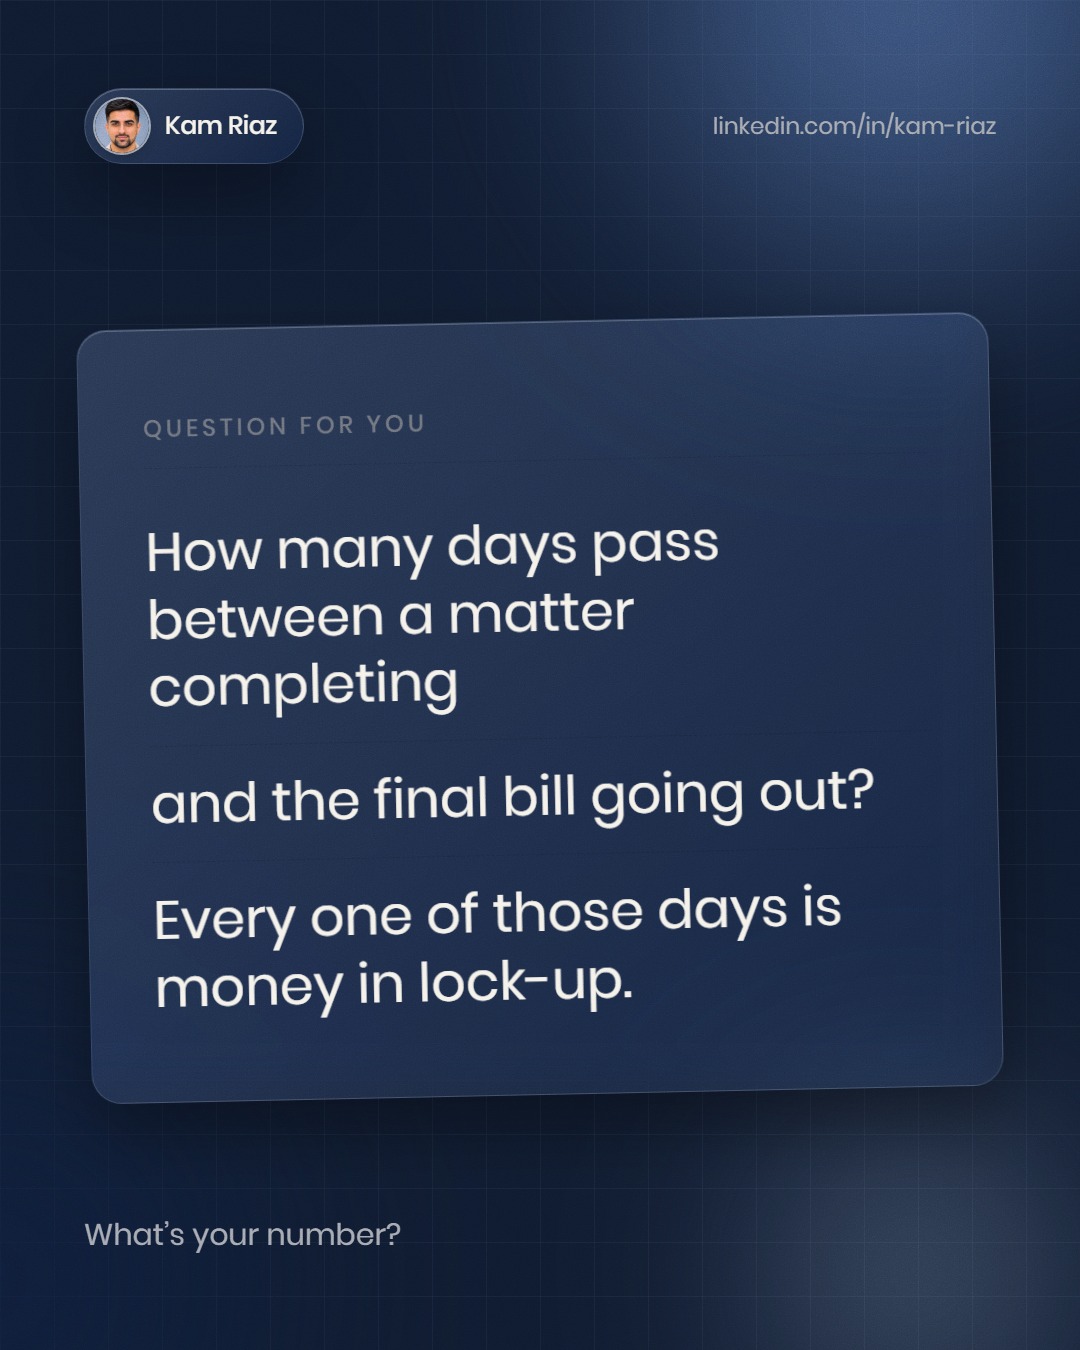 Kam Riaz
linkedin.com/in/kam-riaz
QUESTION FOR YOU
How many days pass
between a matter
completing
and the final bill going out?
Every one of those days is
money in lock-up.
What's your number?